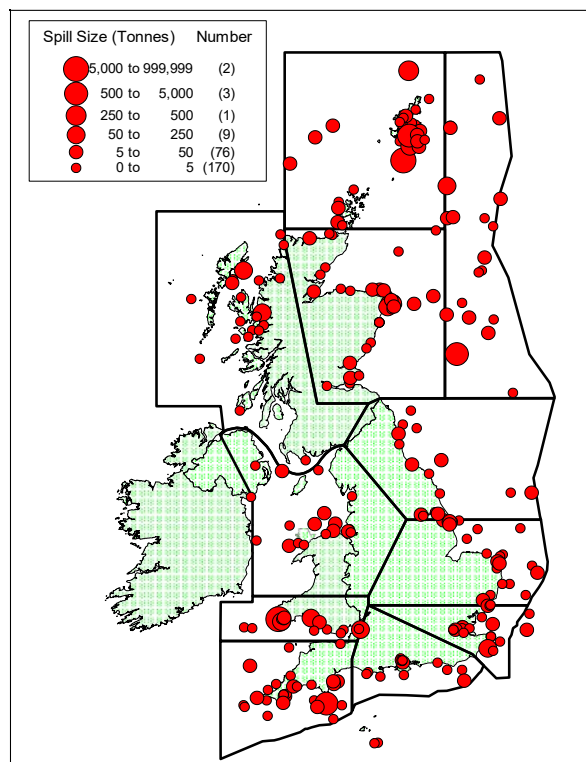 Spill Size (Tonnes) Number
5,000 to 999,999 (2)
500 to 5,000 (3)
250 to 500 (1)
50 to 250 (9)
5 to 50 (76)
0 to 5 (170)